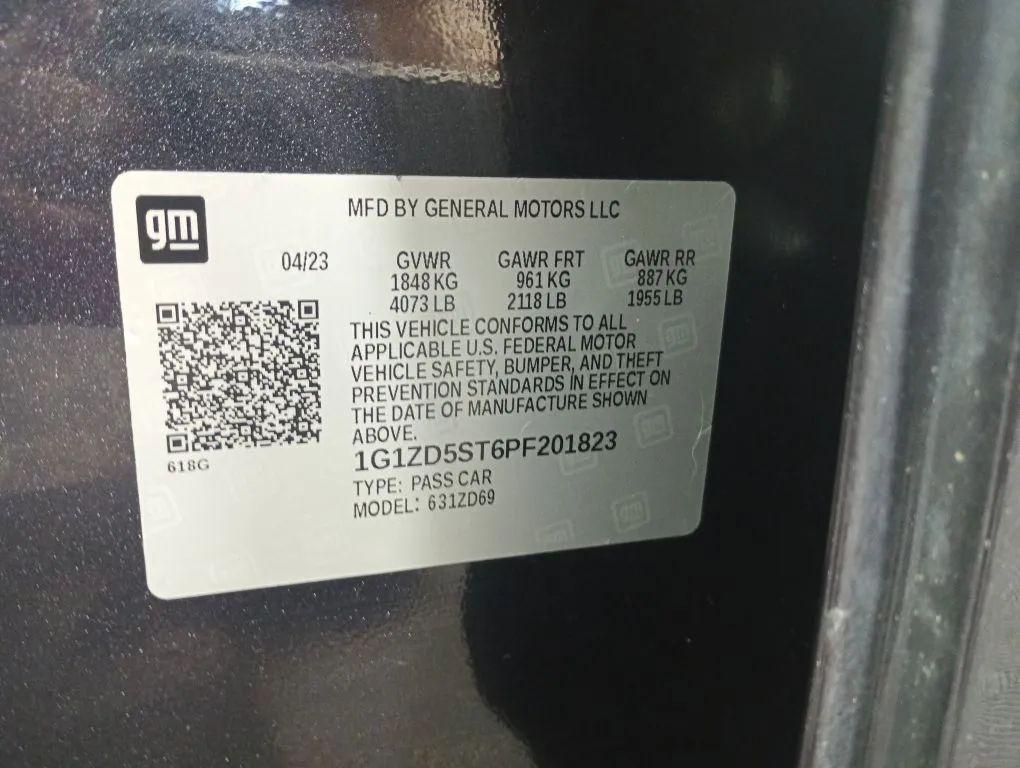 gm
MFD BY GENERAL MOTORS LLC
04/23 GVWR GAWR FRT GAWR RR
1848 KG 961 KG 887 KG
4073 LB 2118 LB 1955 LB
THIS VEHICLE CONFORMS TO ALL
APPLICABLE U.S. FEDERAL MOTOR
VEHICLE SAFETY, BUMPER, AND THEFT
PREVENTION STANDARDS IN EFFECT ON
THE DATE OF MANUFACTURE SHOWN
ABOVE.
618G
1G1ZD5ST6PF201823
TYPE: PASS CAR
MODEL: 631ZD69